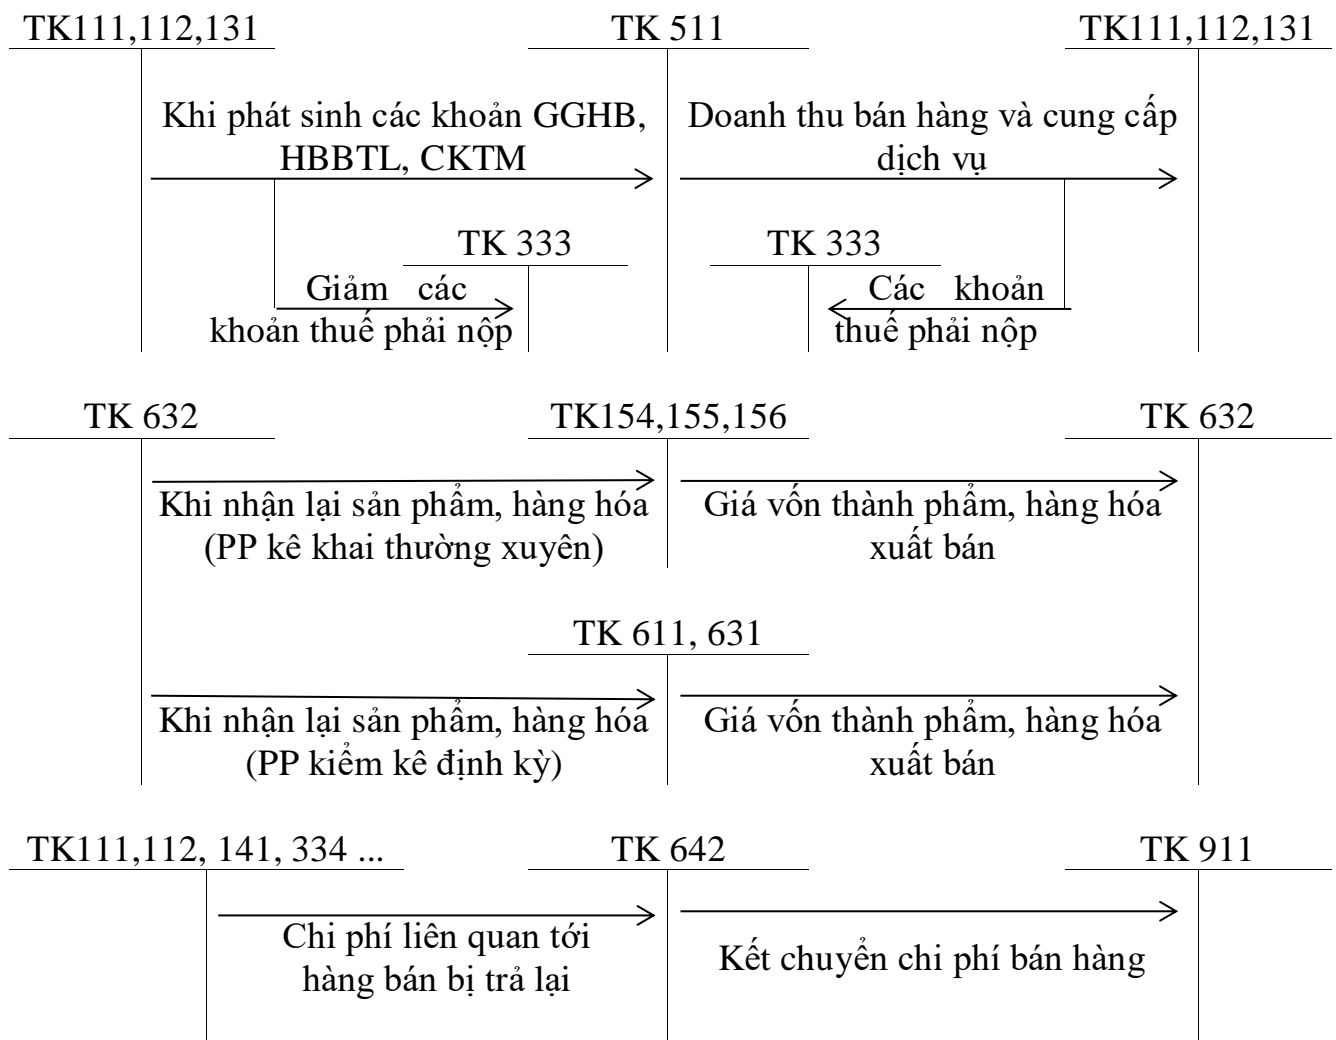 TK111,112,131
TK 511
TK111,112,131
Khi phát sinh các khoản GGHB,
HBBTL, CKTM
Doanh thu bán hàng và cung cấp
dịch vụ
TK 333
TK 333
Giảm các
khoản thuế phải nộp
Các khoản
thuế phải nộp
TK 632
TK154,155,156
TK 632
Khi nhận lại sản phẩm, hàng hóa
(PP kê khai thường xuyên)
Giá vốn thành phẩm, hàng hóa
xuất bán
TK 611, 631
Khi nhận lại sản phẩm, hàng hóa
(PP kiểm kê định kỳ)
Giá vốn thành phẩm, hàng hóa
xuất bán
TK111,112, 141, 334 ...
TK 642
TK 911
Chi phí liên quan tới
hàng bán bị trả lại
Kết chuyển chi phí bán hàng